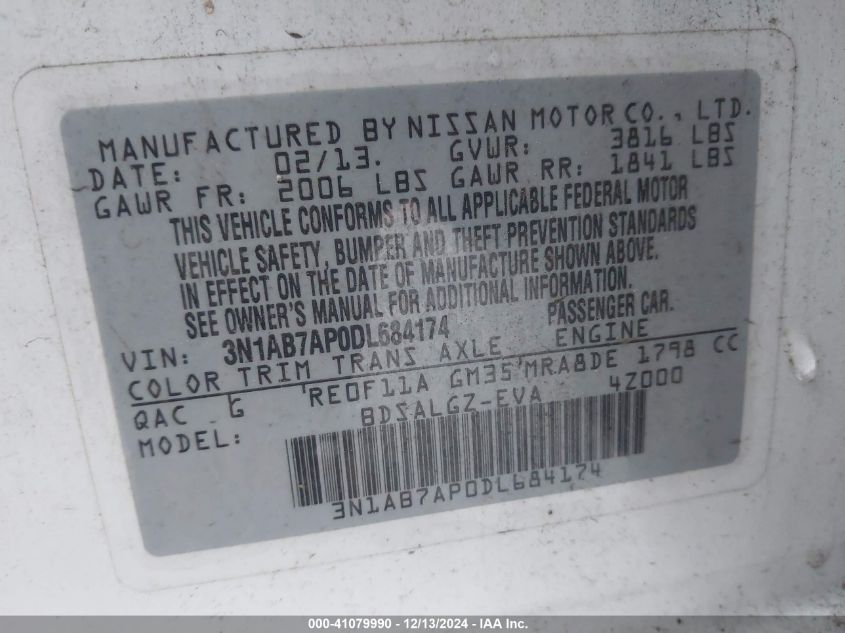 MANUFACTURED BY NISSAN MOTOR CO., LTD.
DATE: 02/13. GVWR: 3816 LBS
GAWR FR: 2006 LBS GAWR RR: 1841 LBS
THIS VEHICLE CONFORMS TO ALL APPLICABLE FEDERAL MOTOR
VEHICLE SAFETY, BUMPER AND THEFT PREVENTION STANDARDS
IN EFFECT ON THE DATE OF MANUFACTURE SHOWN ABOVE.
SEE OWNER'S MANUAL FOR ADDITIONAL INFORMATION.
VIN: 3N1AB7AP0DL684174 PASSENGER CAR.
COLOR TRIM TRANS AXLE ENGINE
QAC G RE0F11A GM35 MRA8DE 1798 CC
MODEL: BDSALGZ-EVA 4Z000
3N1AB7AP0DL684174
000-41079990 - 12/13/2024 - IAA Inc.